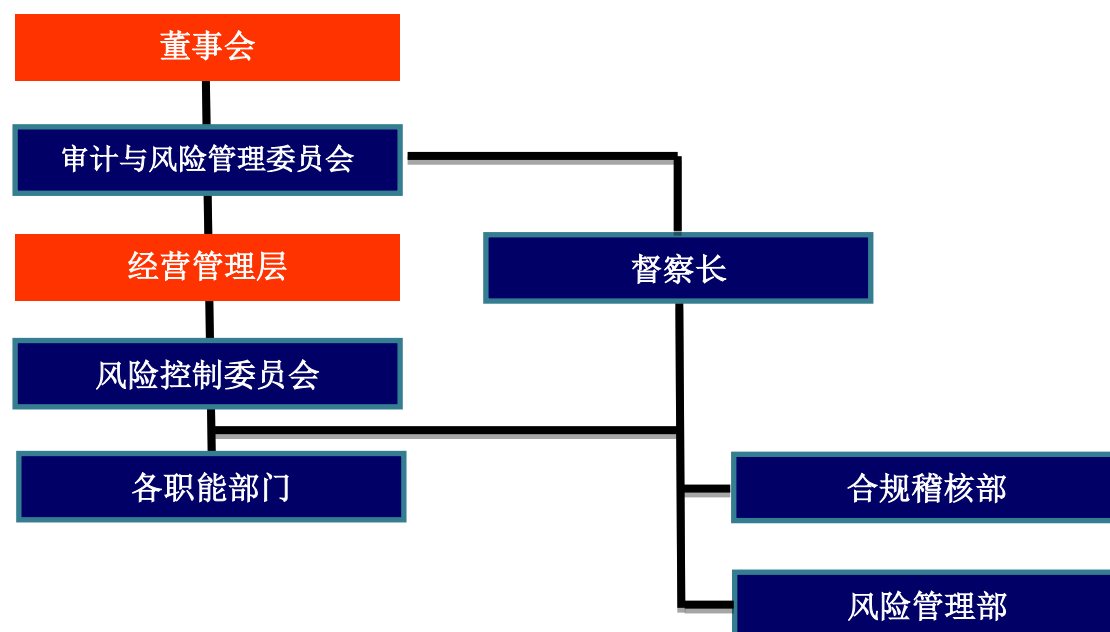 董事会
审计与风险管理委员会
经营管理层
督察长
风险控制委员会
各职能部门
合规稽核部
风险管理部